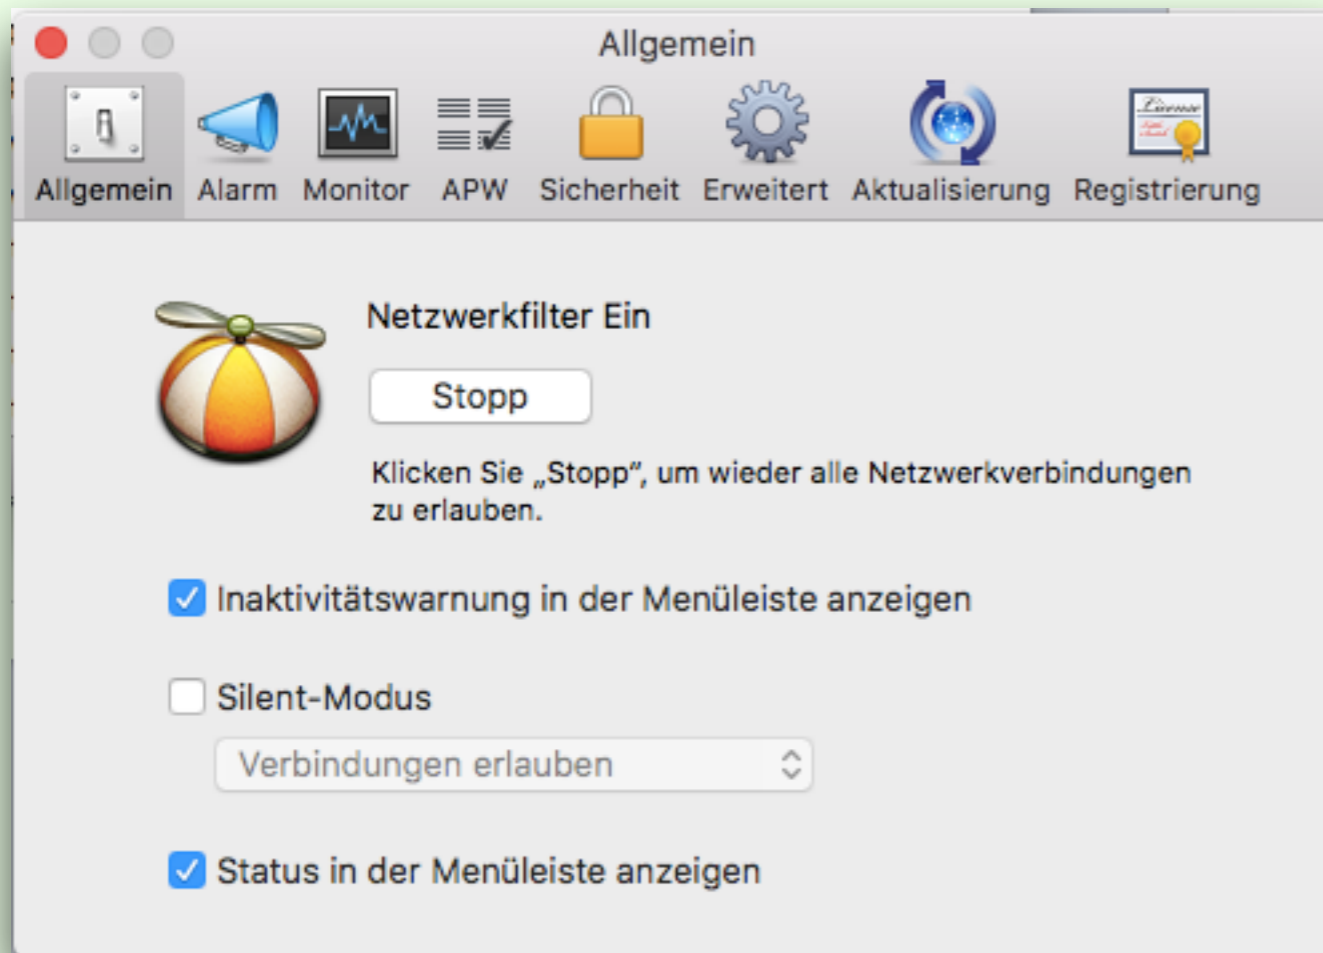 Allgemein
Allgemein Alarm Monitor APW Sicherheit Erweitert Aktualisierung Registrierung
Netzwerkfilter Ein
Stopp
Klicken Sie „Stopp“, um wieder alle Netzwerkverbindungen
zu erlauben.
Inaktivitätswarnung in der Menüleiste anzeigen
Silent-Modus
Verbindungen erlauben
Status in der Menüleiste anzeigen